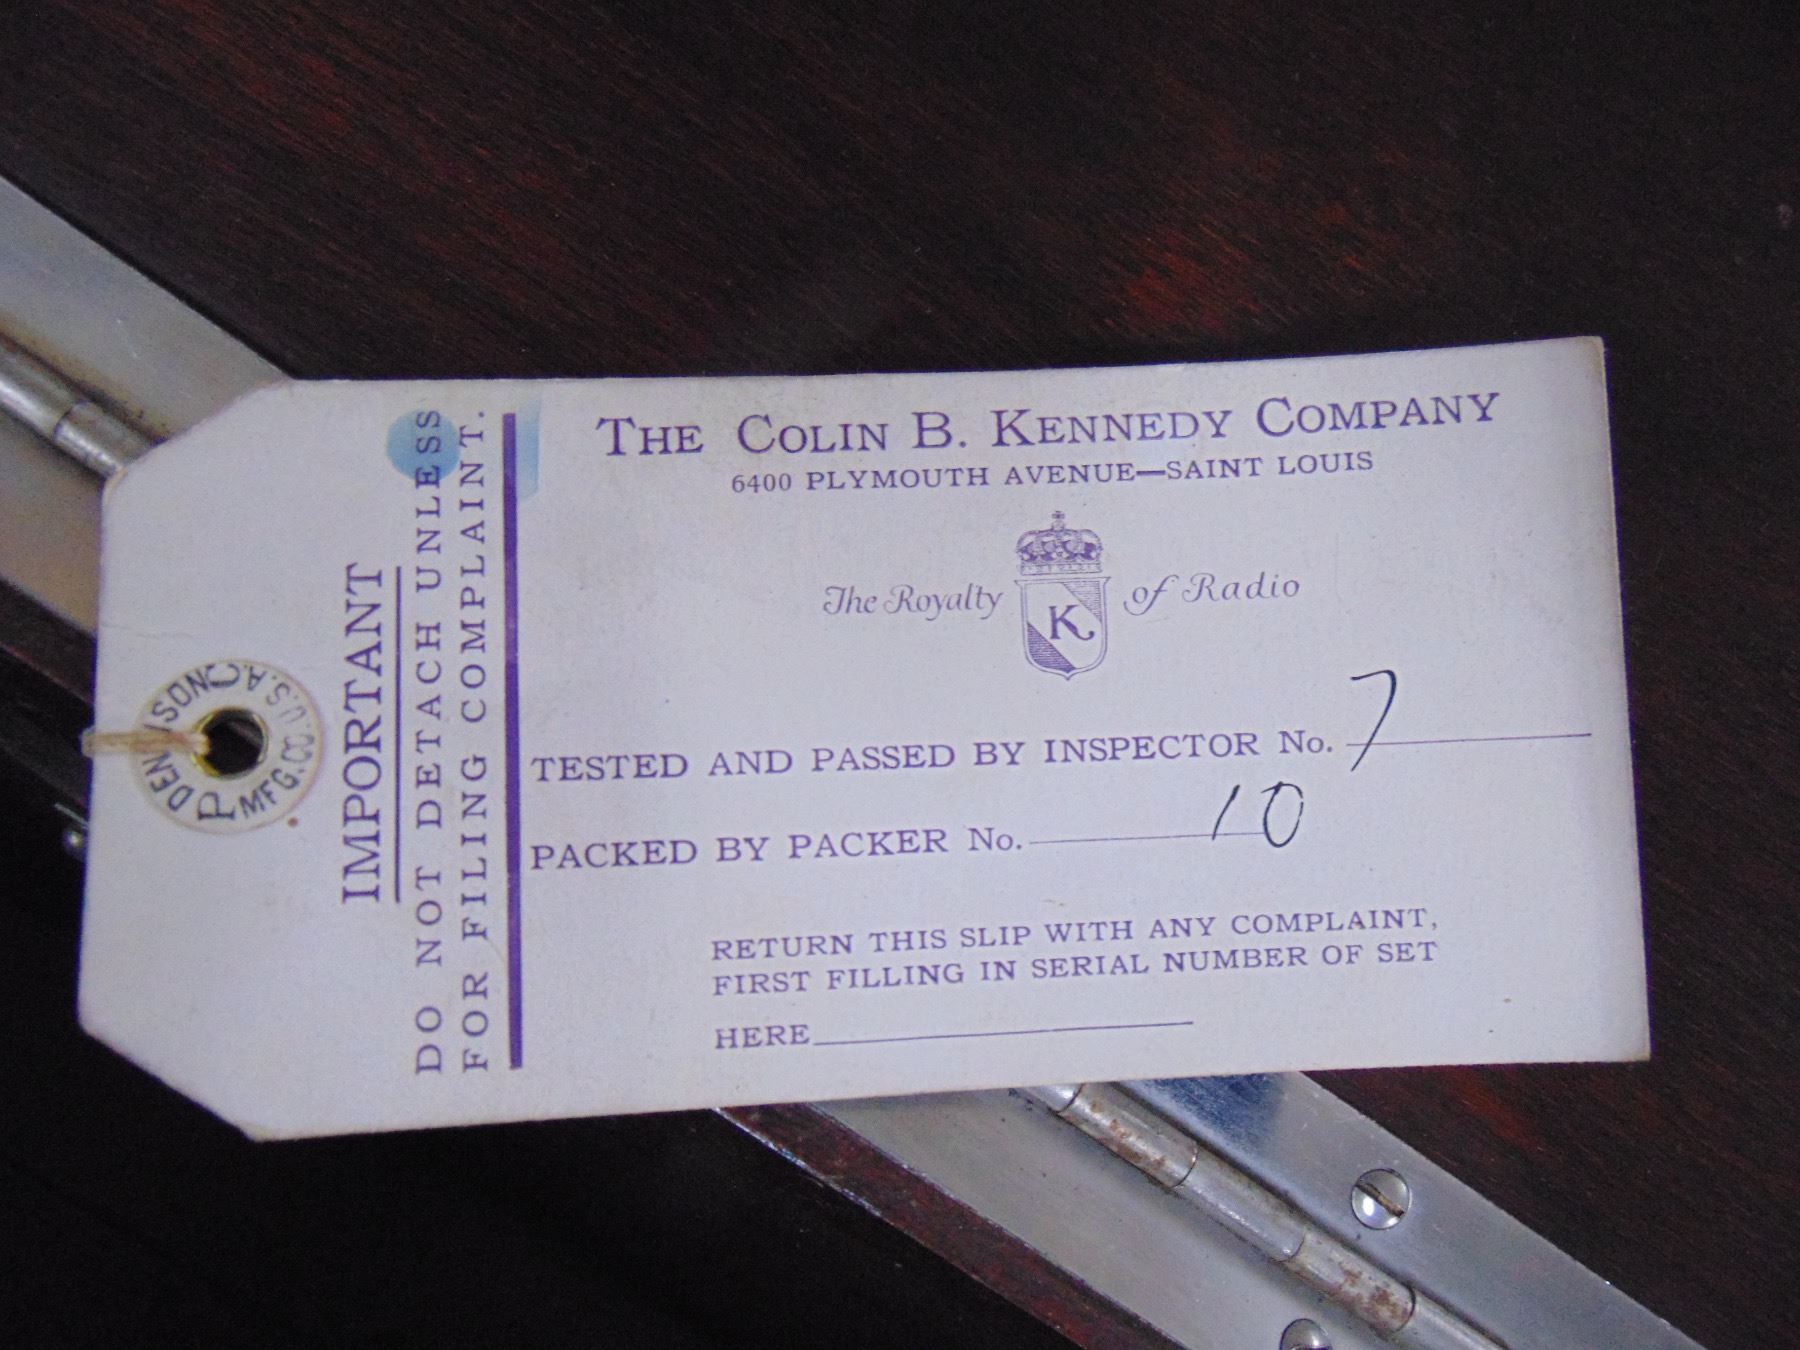 THE COLIN B. KENNEDY COMPANY
6400 PLYMOUTH AVENUE—SAINT LOUIS
The Royalty K of Radio
TESTED AND PASSED BY INSPECTOR No. 7
PACKED BY PACKER No. 10
RETURN THIS SLIP WITH ANY COMPLAINT,
FIRST FILLING IN SERIAL NUMBER OF SET
HERE
IMPORTANT
DO NOT DETACH UNLESS
FOR FILING COMPLAINT.
DENNISON MFG. CO. U.S.A.
P